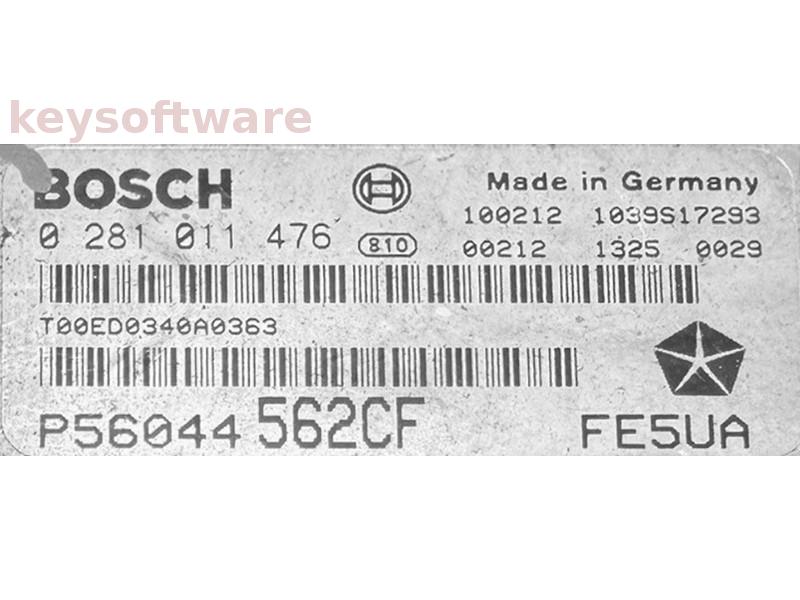 keysoftware
BOSCH Made in Germany
100212 1039S17293
0 281 011 476 810 00212 1325 0029
T00ED0340A0363
P56044 562CF FE5UA